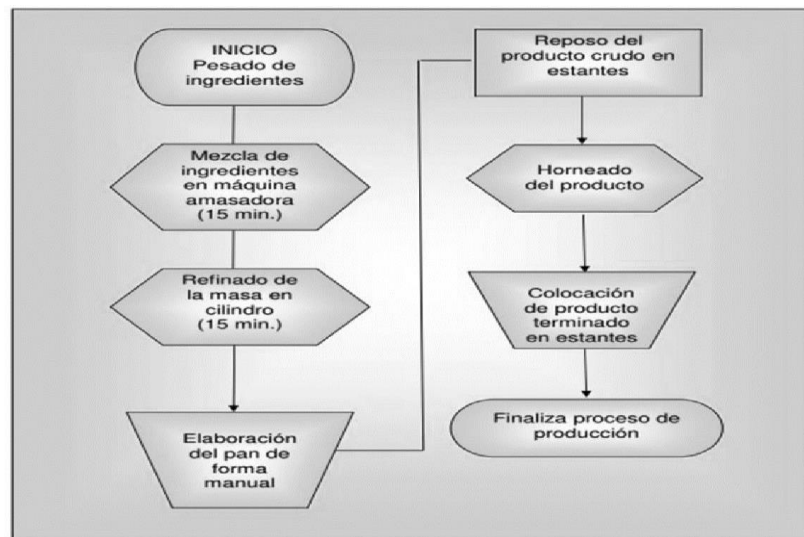 INICIO
Pesado de
ingredientes
Mezcla de
ingredientes
en máquina
amasadora
(15 min.)
Refinado de
la masa en
cilindro
(15 min.)
Elaboración
del pan de
forma
manual
Reposo del
producto crudo en
estantes
Horneado
del producto
Colocación
de producto
terminado
en estantes
Finaliza proceso de
producción